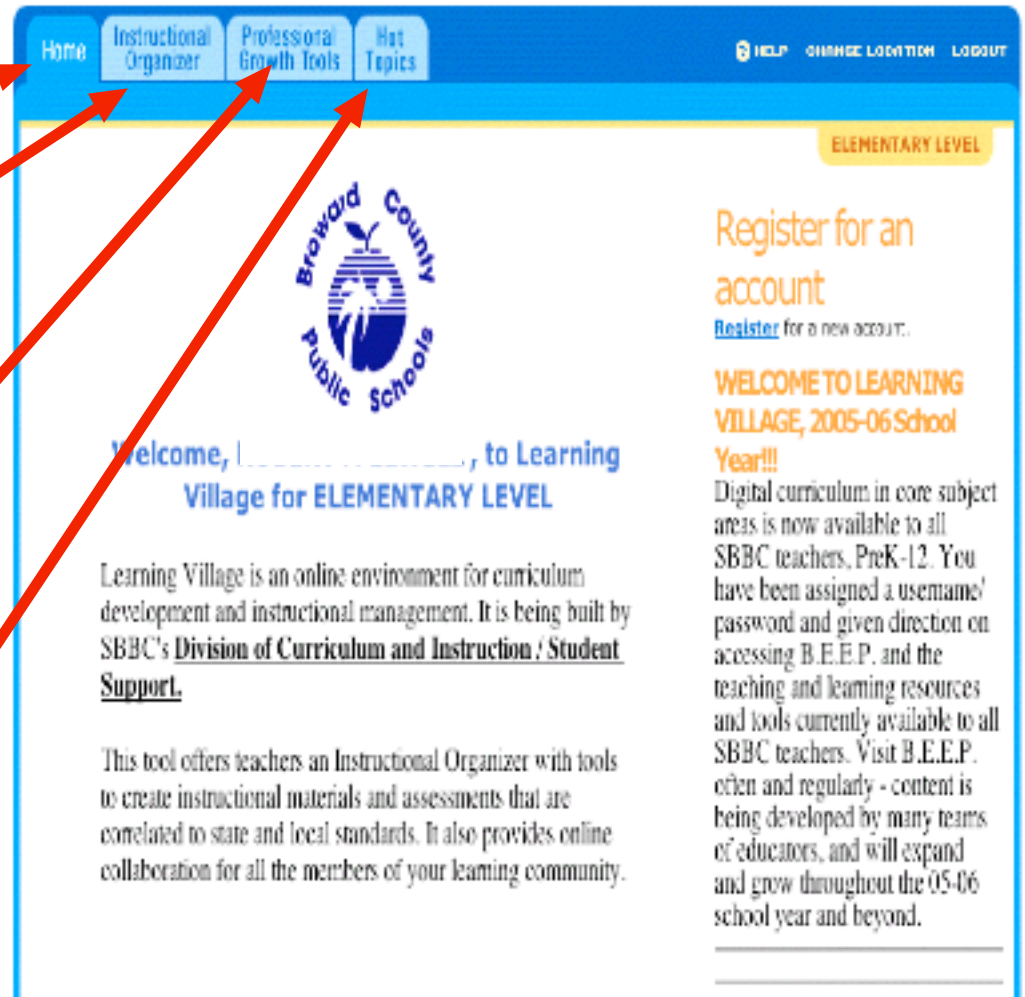 Home
Instructional Organizer
Professional Growth Tools
Hot Topics
HELP CHANGE LOCATION LOGOUT
ELEMENTARY LEVEL
Broward County
Public Schools
Welcome, , to Learning
Village for ELEMENTARY LEVEL
Learning Village is an online environment for curriculum
development and instructional management. It is being built by
SBBC's Division of Curriculum and Instruction / Student
Support.
This tool offers teachers an Instructional Organizer with tools
to create instructional materials and assessments that are
correlated to state and local standards. It also provides online
collaboration for all the members of your learning community.
Register for an
account
Register for a new account.
WELCOME TO LEARNING
VILLAGE, 2005-06 School
Year!!!
Digital curriculum in core subject
areas is now available to all
SBBC teachers, PreK-12. You
have been assigned a username/
password and given direction on
accessing B.E.E.P. and the
teaching and learning resources
and tools currently available to all
SBBC teachers. Visit B.E.E.P.
often and regularly - content is
being developed by many teams
of educators, and will expand
and grow throughout the 05-06
school year and beyond.